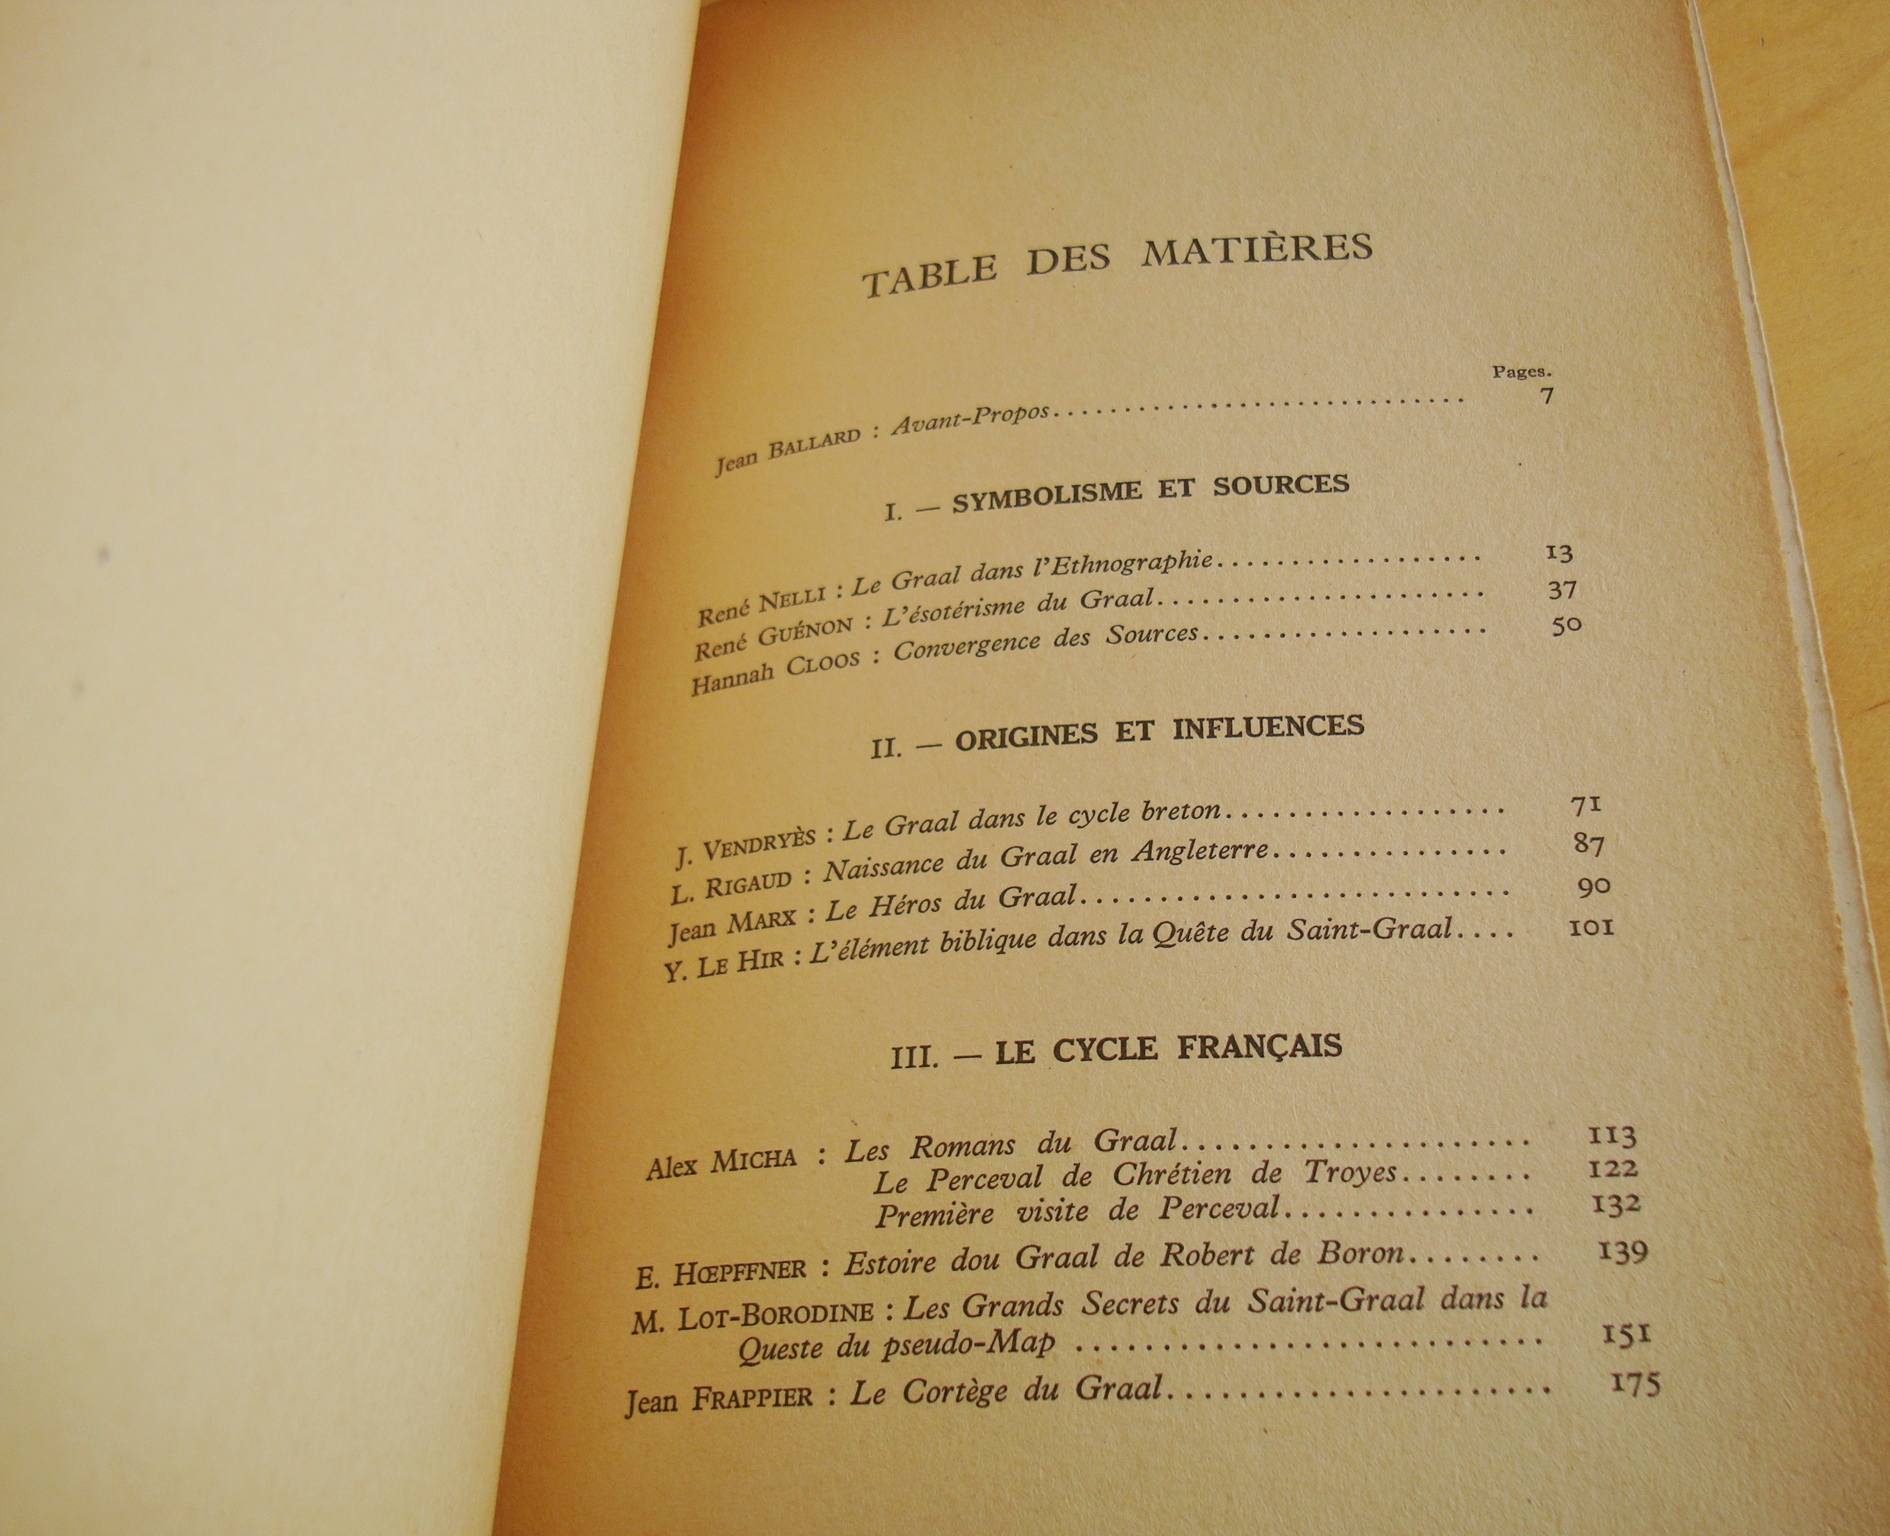 TABLE DES MATIÈRES
Pages.
Jean BALLARD : Avant-Propos.............................. 7
I. — SYMBOLISME ET SOURCES
René NELLI : Le Graal dans l'Ethnographie................... 13
René GUÉNON : L'ésotérisme du Graal....................... 37
Hannah CLOOS : Convergence des Sources.................... 50
II. — ORIGINES ET INFLUENCES
J. VENDRYÈS : Le Graal dans le cycle breton................... 71
L. RIGAUD : Naissance du Graal en Angleterre............... 87
Jean MARX : Le Héros du Graal.............................. 90
Y. LE HIR : L'élément biblique dans la Quête du Saint-Graal.... 101
III. — LE CYCLE FRANÇAIS
Alex MICHA : Les Romans du Graal...................... 113
Le Perceval de Chrétien de Troyes........ 122
Première visite de Perceval............... 132
E. HŒPFFNER : Estoire dou Graal de Robert de Boron........ 139
M. LOT-BORODINE : Les Grands Secrets du Saint-Graal dans la
Queste du pseudo-Map ............................ 151
Jean FRAPPIER : Le Cortège du Graal....................... 175